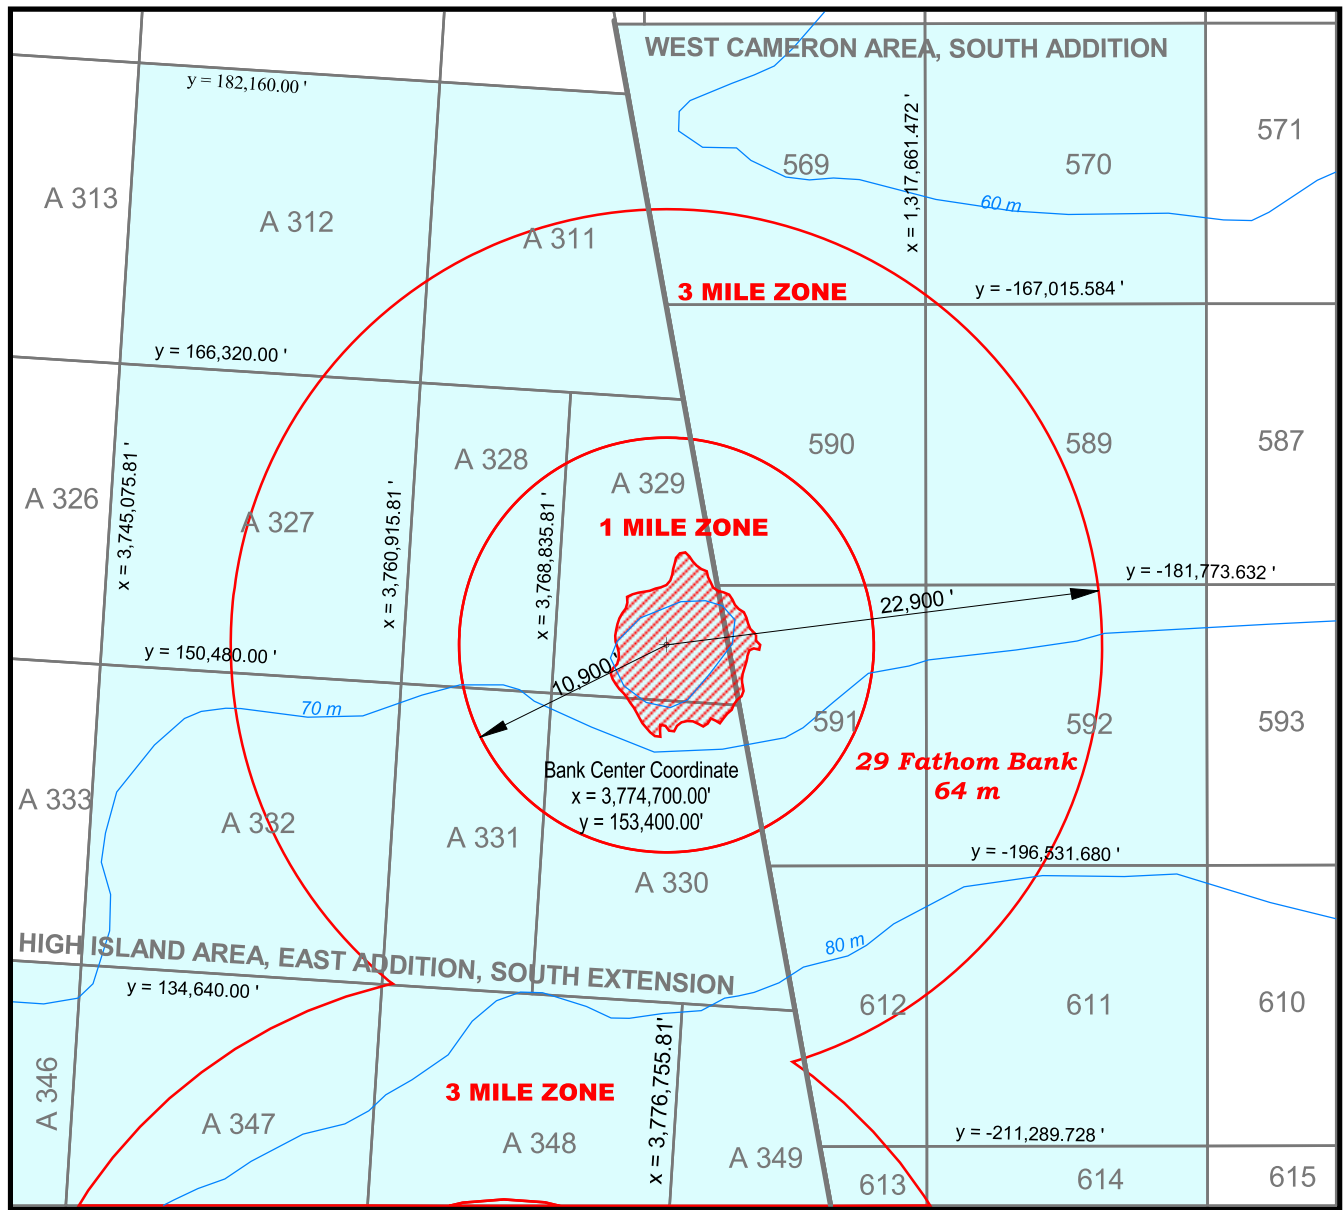 WEST CAMERON AREA, SOUTH ADDITION
y = 182,160.00 '
x = 1,317,661.472 '
571
569
570
A 313
60 m
A 312
A 311
3 MILE ZONE
y = -167,015.584 '
y = 166,320.00 '
590
589
587
A 328
A 329
A 326
x = 3,745,075.81'
A 327
x = 3,760,915.81 '
x = 3,768,835.81'
1 MILE ZONE
y = -181,773.632 '
22,900 '
y = 150,480.00 '
10,900 '
70 m
591
592
593
Bank Center Coordinate
x = 3,774,700.00'
y = 153,400.00'
29 Fathom Bank
64 m
A 333
A 332
A 331
y = -196,531.680 '
A 330
80 m
HIGH ISLAND AREA, EAST ADDITION, SOUTH EXTENSION
y = 134,640.00 '
612
611
610
x = 3,776,755.81'
A 346
3 MILE ZONE
A 347
A 348
A 349
y = -211,289.728 '
613
614
615